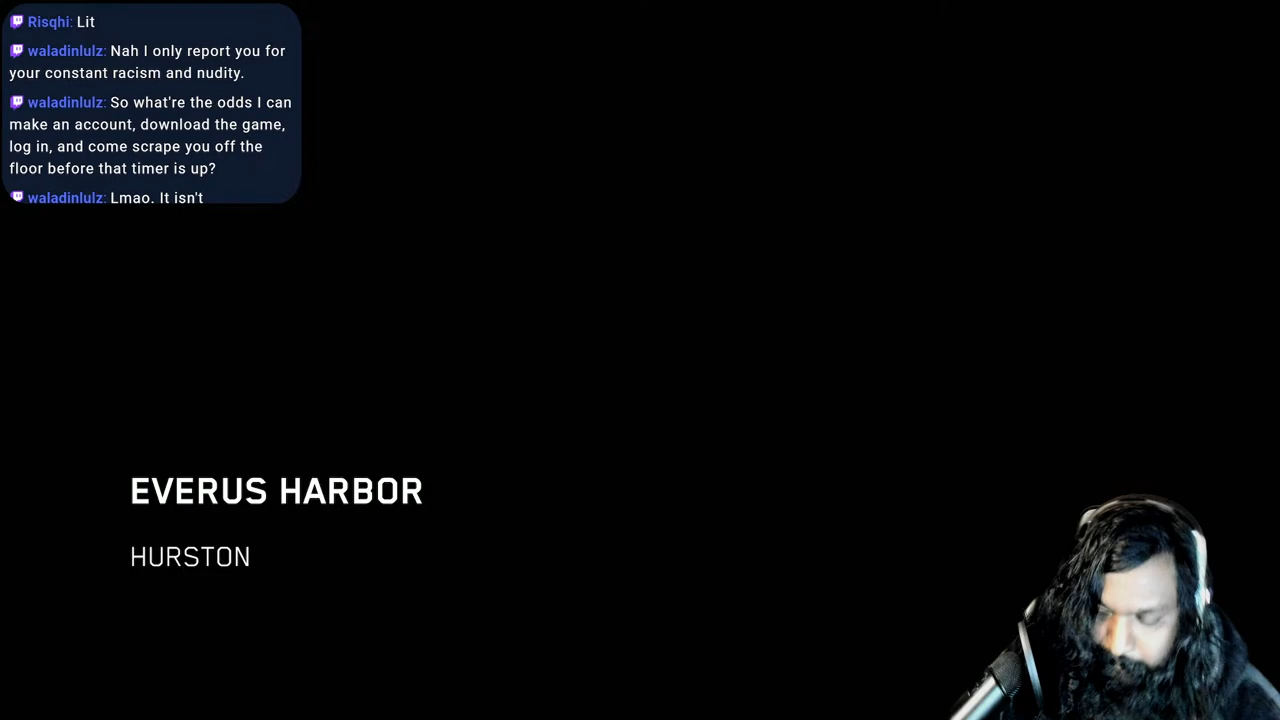 Risqhi: Lit
waladinlulz: Nah I only report you for
your constant racism and nudity.
waladinlulz: So what're the odds I can
make an account, download the game,
log in, and come scrape you off the
floor before that timer is up?
waladinlulz: Lmao. It isn't
EVERUS HARBOR
HURSTON